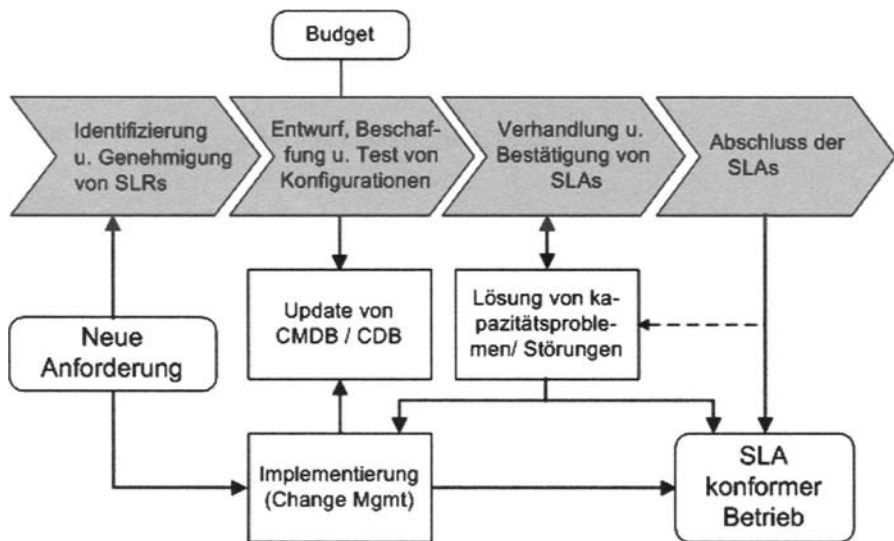 Budget
Identifizierung
u. Genehmigung
von SLRs
Entwurf, Beschaf-
fung u. Test von
Konfigurationen
Verhandlung u.
Bestätigung von
SLAs
Abschluss der
SLAs
Neue
Anforderung
Update von
CMDB / CDB
Lösung von ka-
pazitätsproble-
men/ Störungen
Implementierung
(Change Mgmt)
SLA
konformer
Betrieb